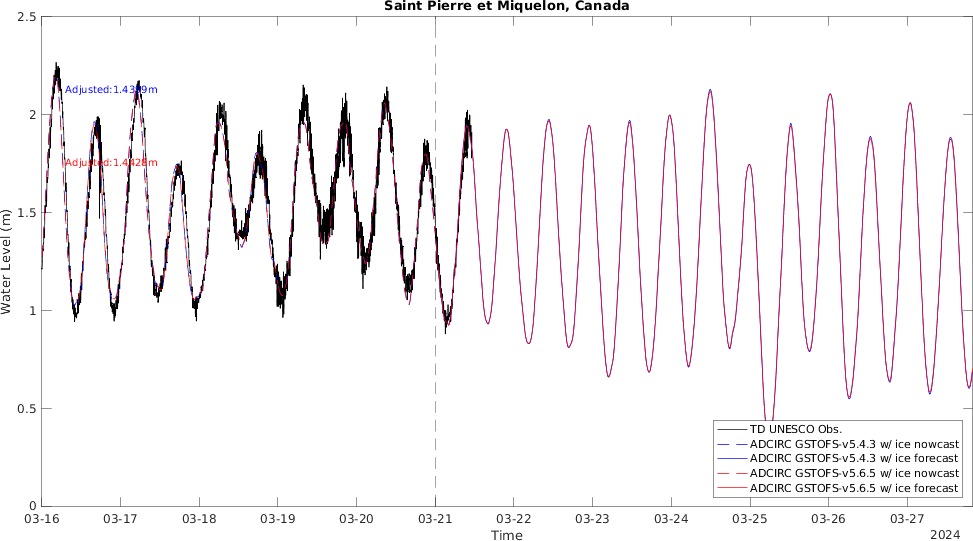 Saint Pierre et Miquelon, Canada
2.5
2
1.5
1
0.5
0
Water Level (m)
Adjusted:1.4389m
Adjusted:1.4428m
TD UNESCO Obs.
ADCIRC GSTOFS-v5.4.3 w/ ice nowcast
ADCIRC GSTOFS-v5.4.3 w/ ice forecast
ADCIRC GSTOFS-v5.6.5 w/ ice nowcast
ADCIRC GSTOFS-v5.6.5 w/ ice forecast
03-16 03-17 03-18 03-19 03-20 03-21 03-22 03-23 03-24 03-25 03-26 03-27
Time
2024